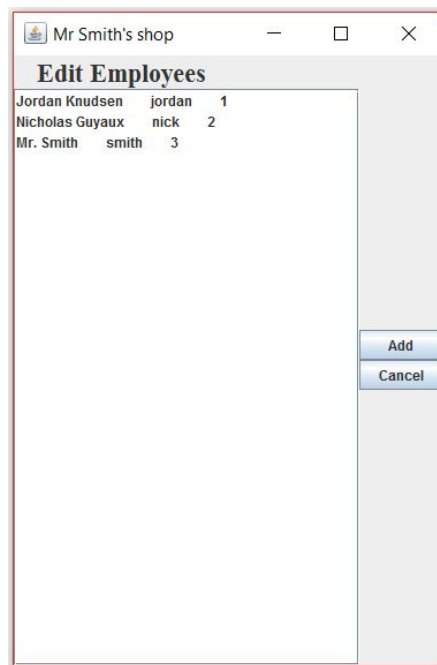 Mr Smith's shop
Edit Employees
Jordan Knudsen jordan 1
Nicholas Guyaux nick 2
Mr. Smith smith 3
Add
Cancel